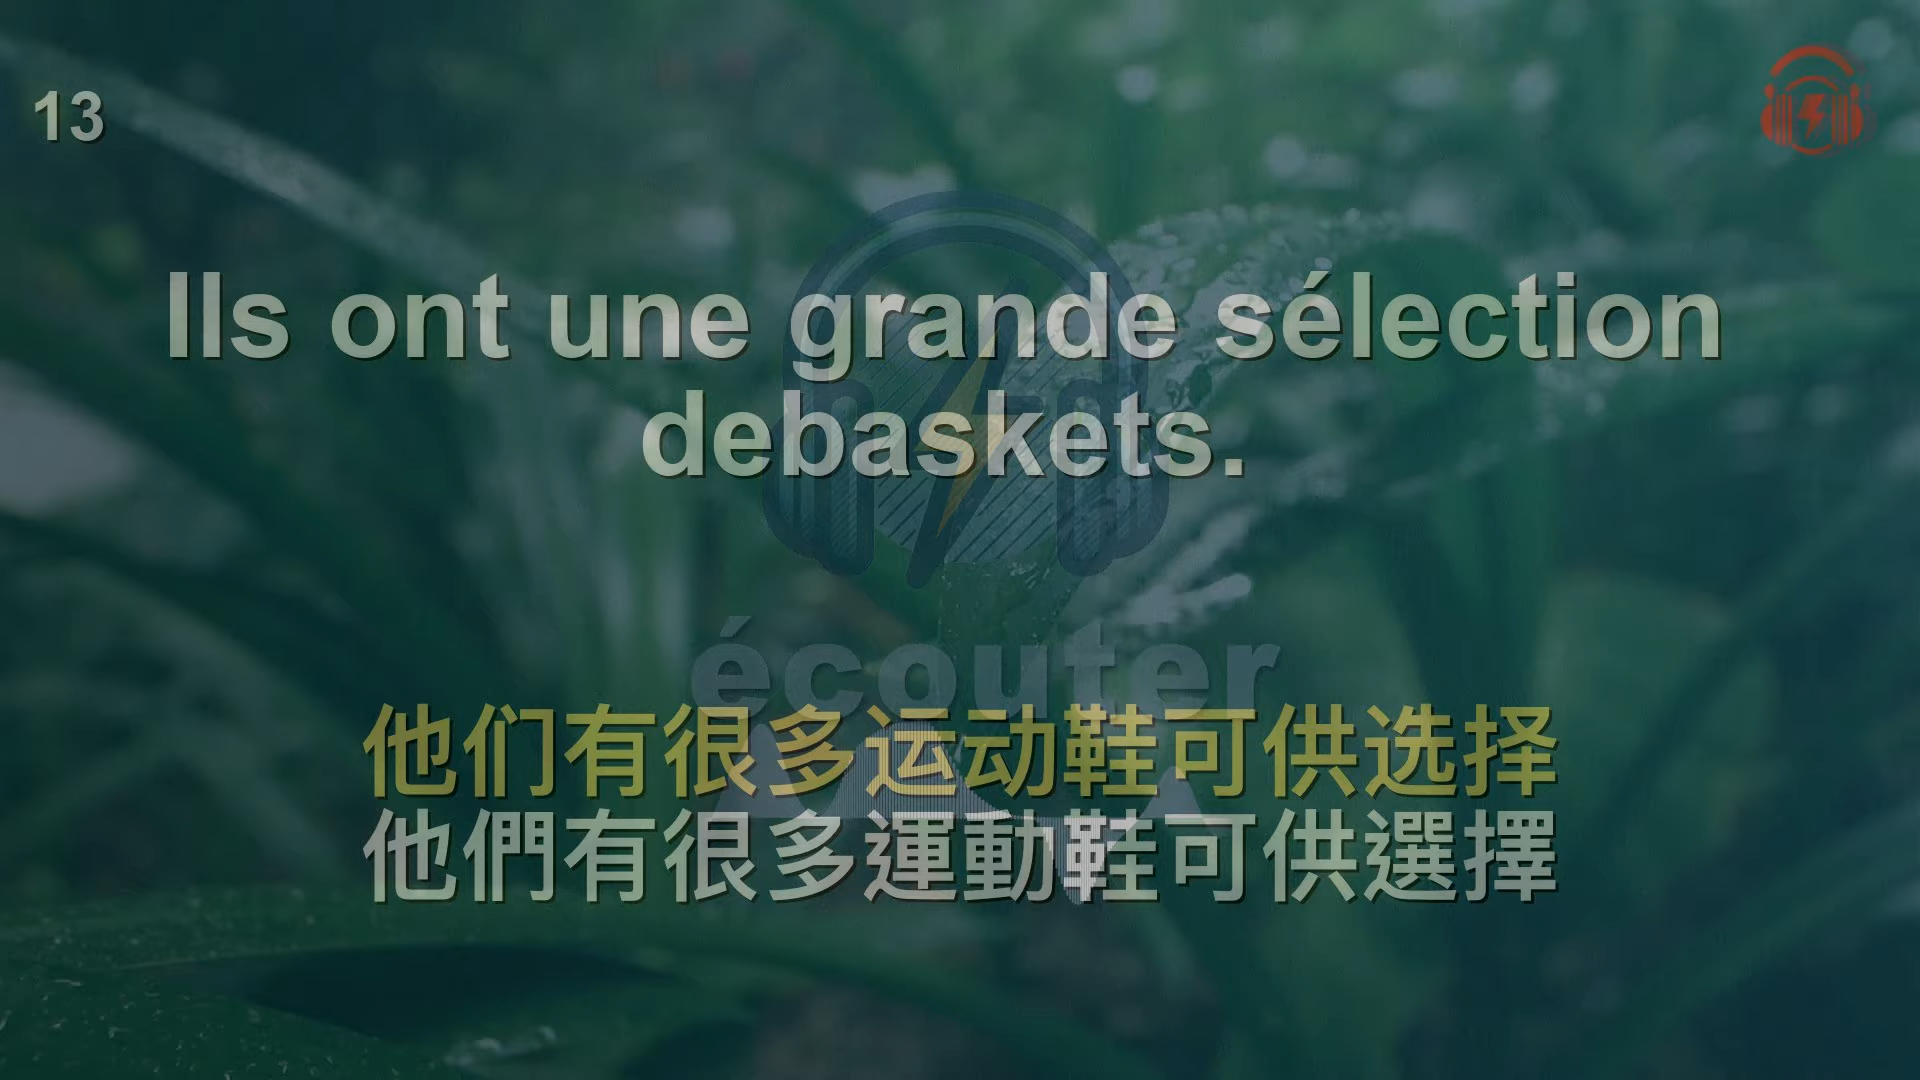 13
Ils ont une grande sélection
debaskets.
écouter
他们有很多运动鞋可供选择
他們有很多運動鞋可供選擇